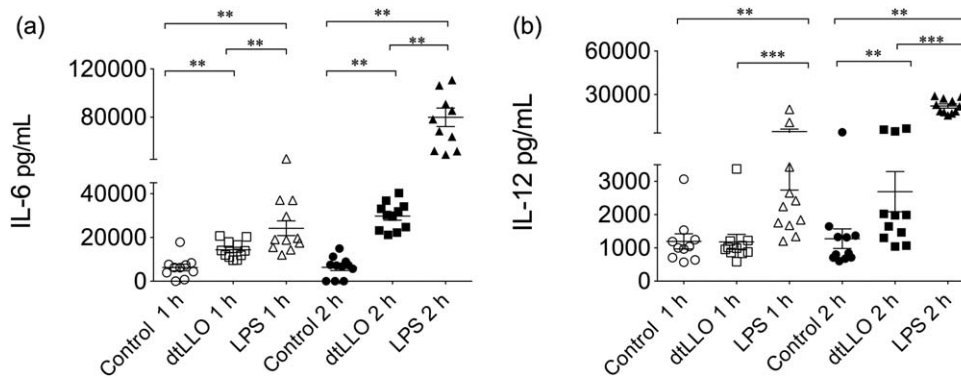 (a)
IL-6 pg/mL
120000
80000
40000
20000
0
** ** ** ** ** **
Control 1 h
dtLLO 1 h
LPS 1 h
Control 2 h
dtLLO 2 h
LPS 2 h
(b)
IL-12 pg/mL
60000
30000
3000
2000
1000
0
** *** ** ** ***
Control 1 h
dtLLO 1 h
LPS 1 h
Control 2 h
dtLLO 2 h
LPS 2 h